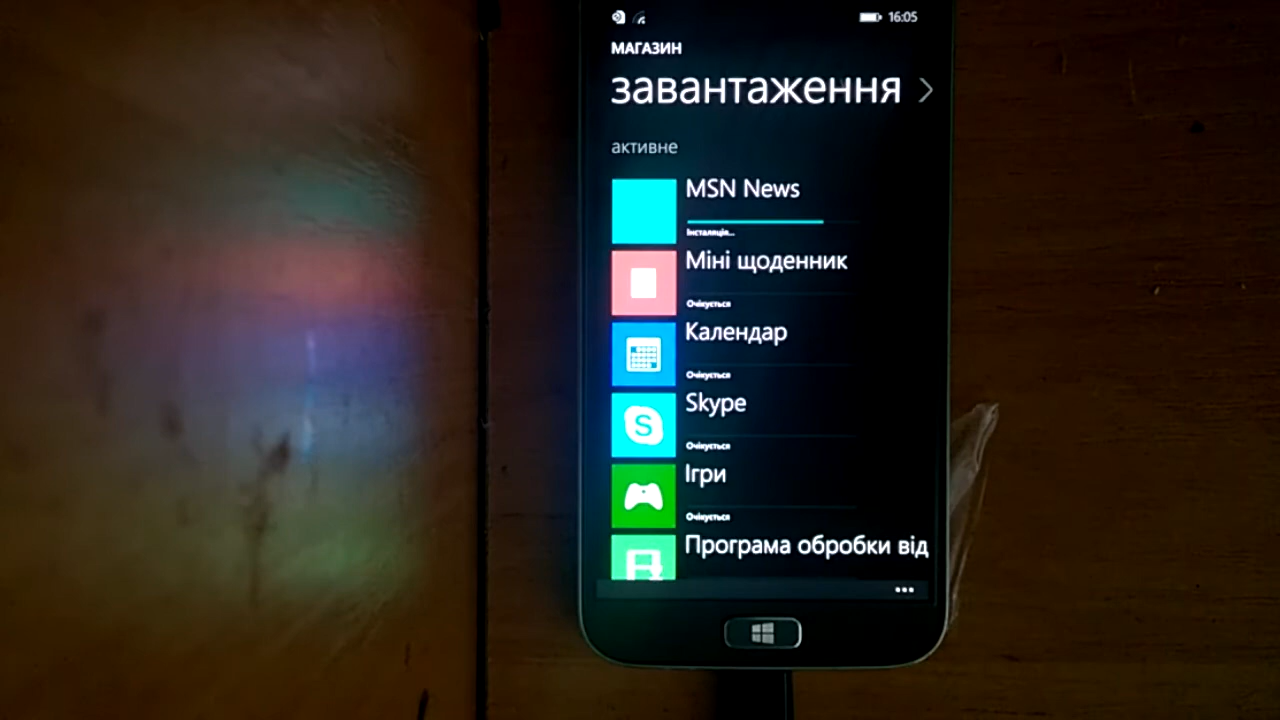 16:05
МАГАЗИН
завантаження
активне
MSN News
Інсталяція...
Міні щоденник
Очікується
Календар
Очікується
Skype
Очікується
Ігри
Очікується
Програма обробки від